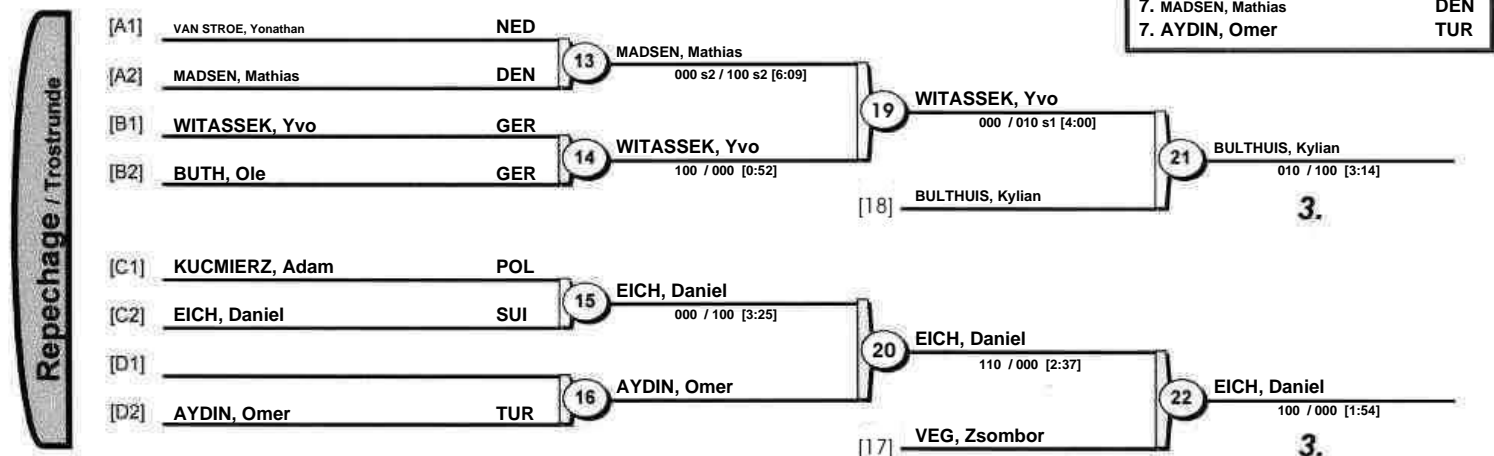 7. MADSEN, Mathias DEN
7. AYDIN, Omer TUR
Repechage / Trostrunde
[A1] VAN STROE, Yonathan NED
13 MADSEN, Mathias
000 s2 / 100 s2 [6:09]
[A2] MADSEN, Mathias DEN
19 WITASSEK, Yvo
000 / 010 s1 [4:00]
[B1] WITASSEK, Yvo GER
14 WITASSEK, Yvo
100 / 000 [0:52]
21 BULTHUIS, Kylian
010 / 100 [3:14]
[B2] BUTH, Ole GER
[18] BULTHUIS, Kylian
3.
[C1] KUCMIERZ, Adam POL
15 EICH, Daniel
000 / 100 [3:25]
[C2] EICH, Daniel SUI
20 EICH, Daniel
110 / 000 [2:37]
[D1]
16 AYDIN, Omer
22 EICH, Daniel
100 / 000 [1:54]
[D2] AYDIN, Omer TUR
[17] VEG, Zsombor
3.